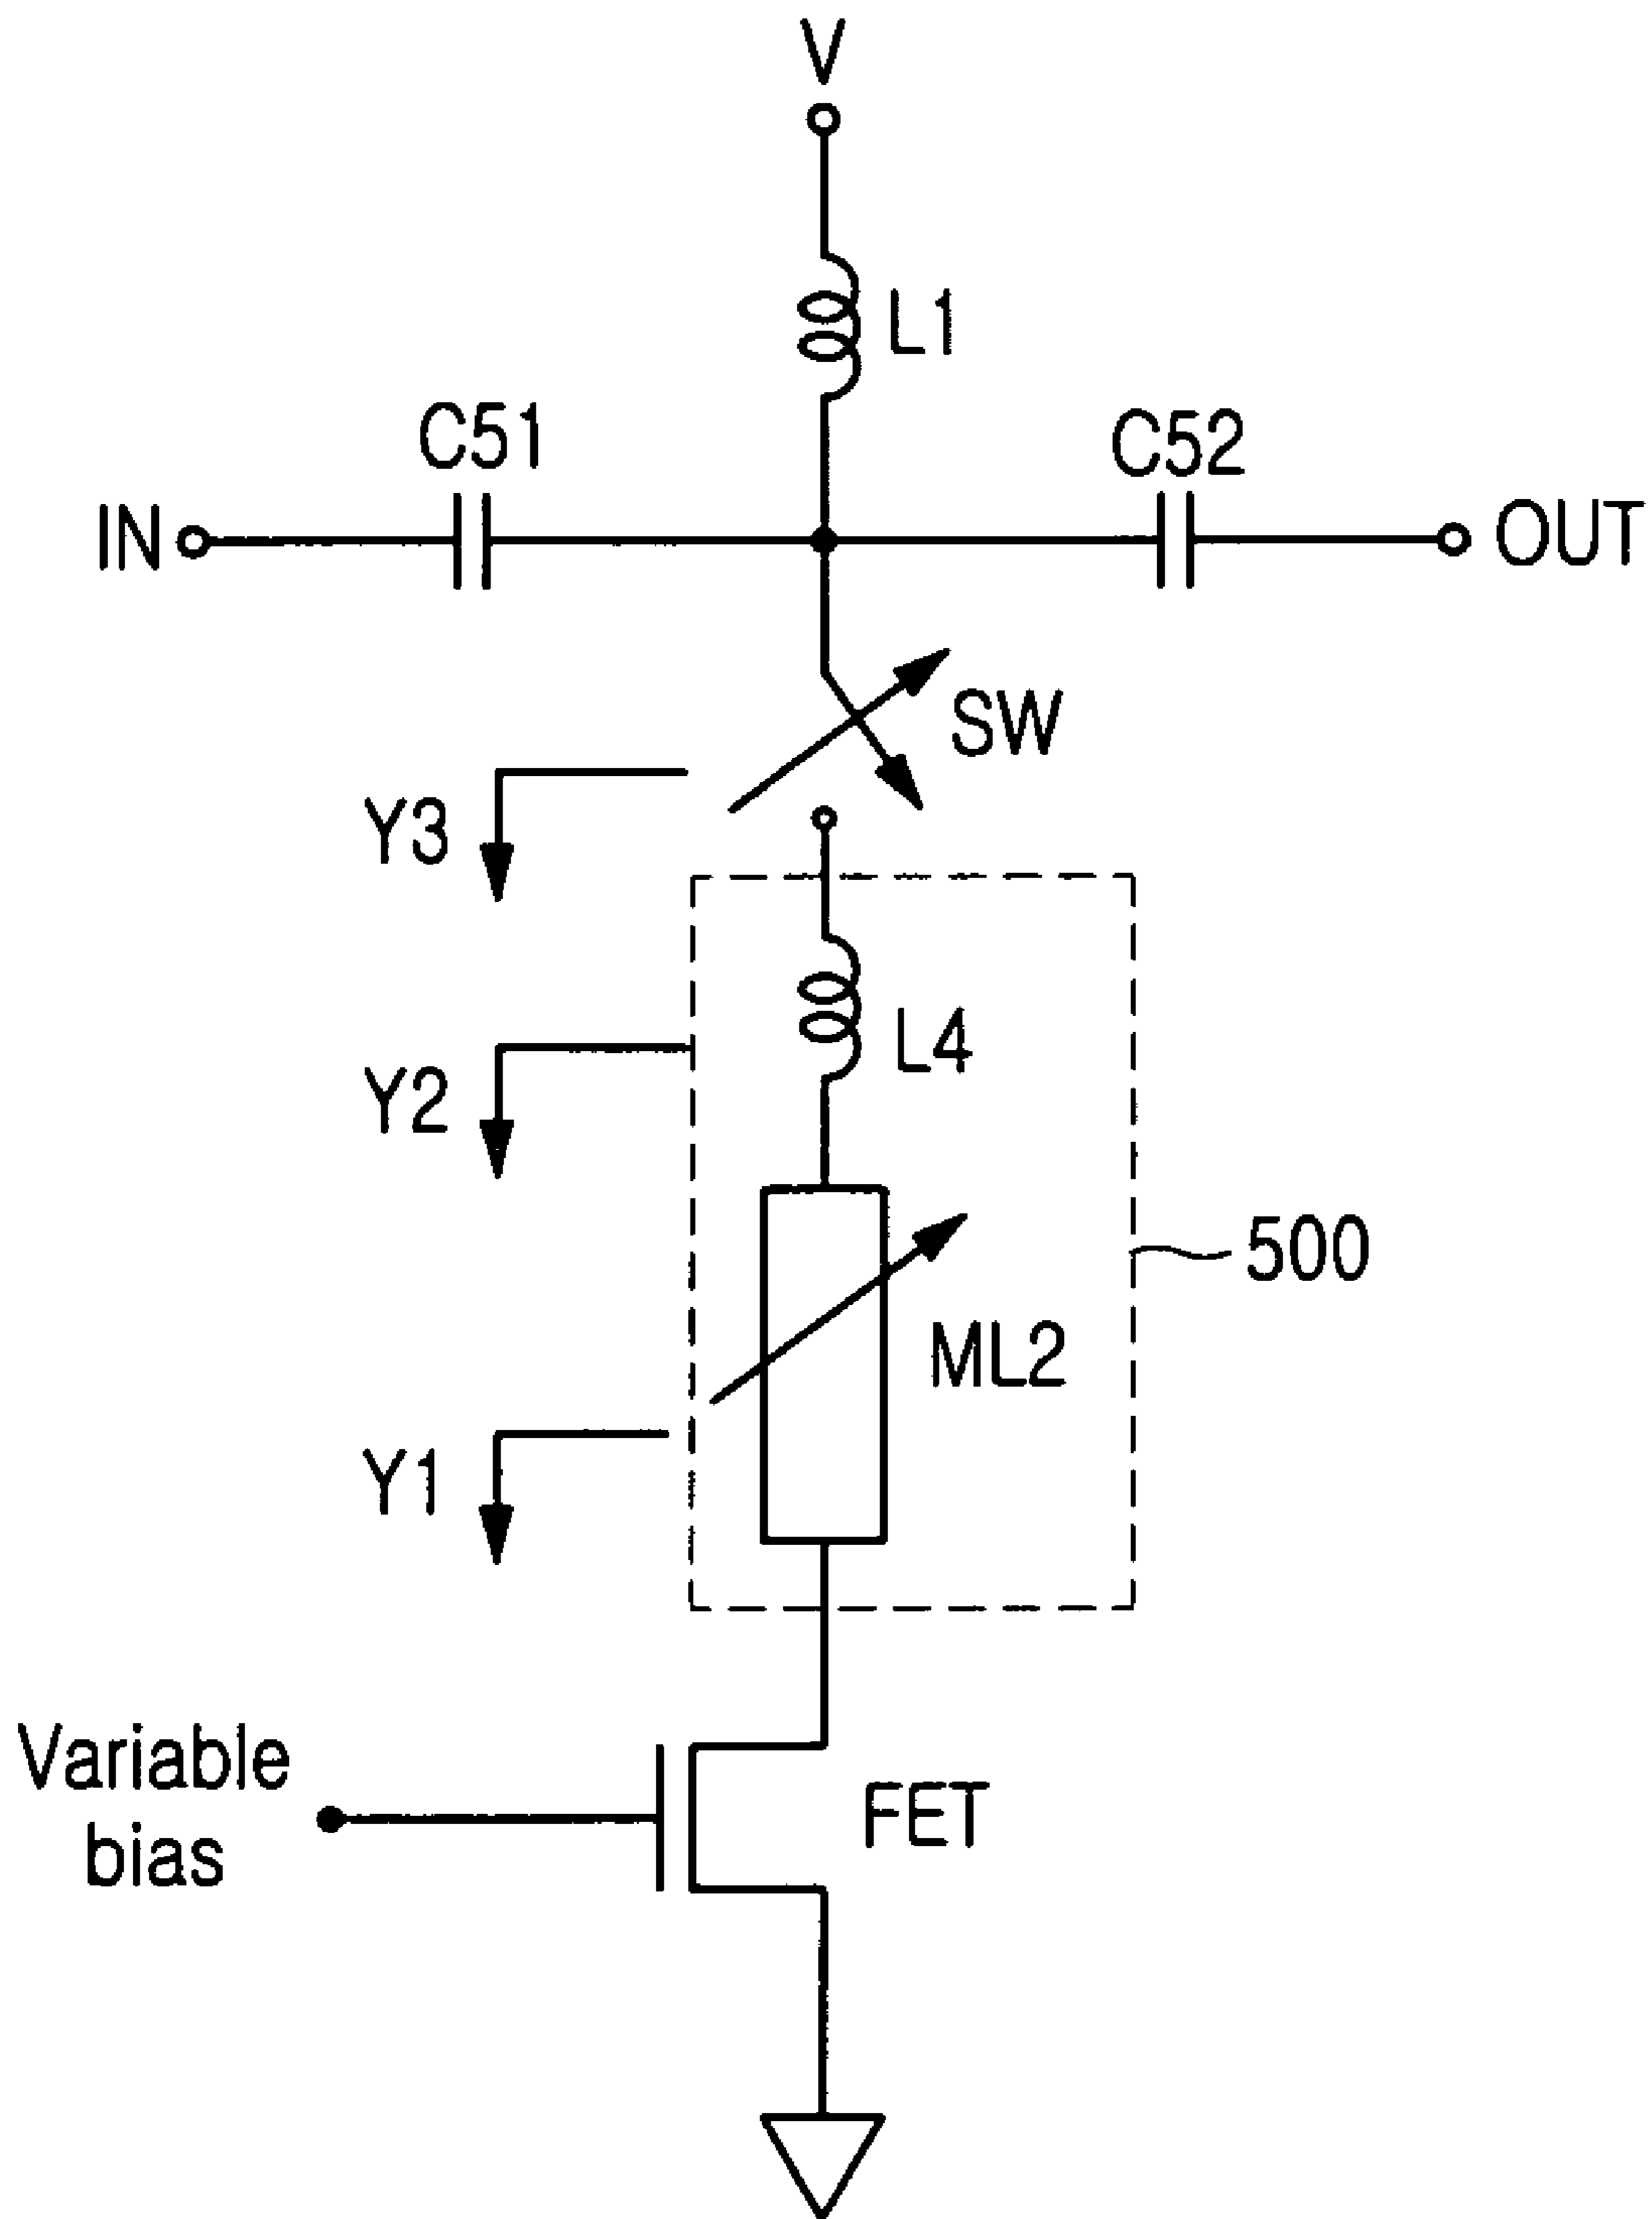 V
L1
C51
C52
IN
OUT
SW
Y3
L4
Y2
500
ML2
Y1
Variable
bias
FET